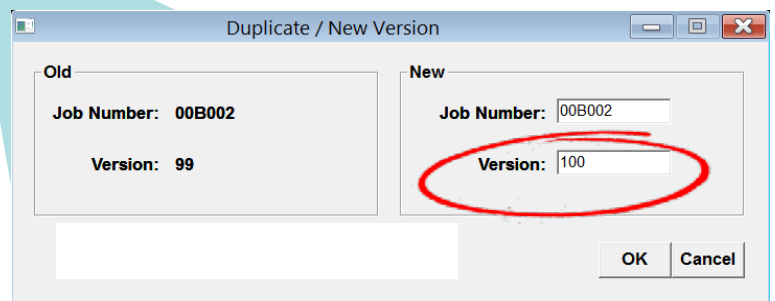 Duplicate / New Version
Old
Job Number: 00B002
Version: 99
New
Job Number: 00B002
Version: 100
OK Cancel